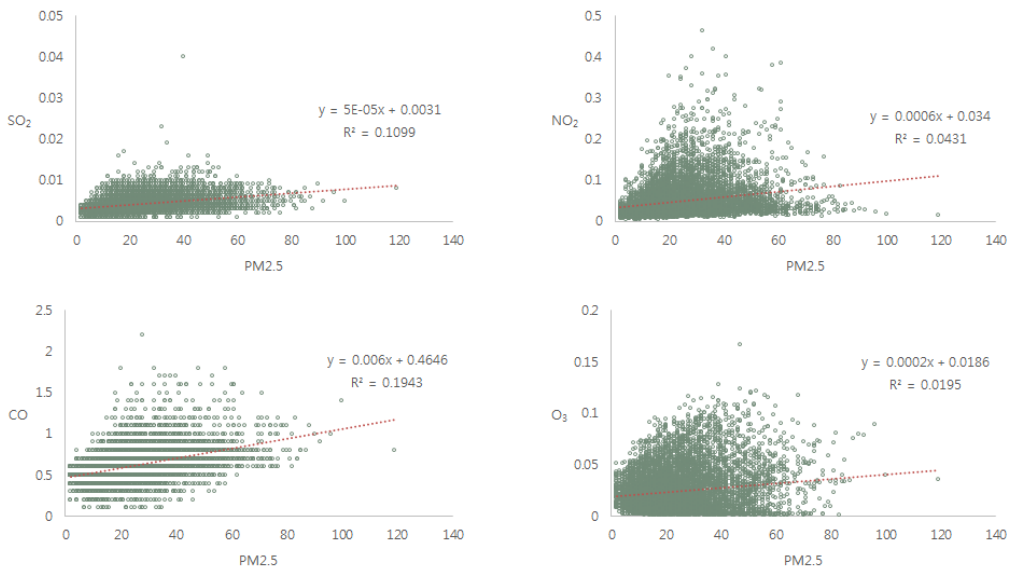 0.05
0.04
0.03
SO₂
0.02
0.01
0
y = 5E-05x + 0.0031
R² = 0.1099
0 20 40 60 80 100 120 140
PM2.5
0.5
0.4
0.3
NO₂
0.2
0.1
0
y = 0.0006x + 0.034
R² = 0.0431
0 20 40 60 80 100 120 140
PM2.5
2.5
2
1.5
CO
1
0.5
0
y = 0.006x + 0.4646
R² = 0.1943
0 20 40 60 80 100 120 140
PM2.5
0.2
0.15
0.1
O₃
0.05
0
y = 0.0002x + 0.0186
R² = 0.0195
0 20 40 60 80 100 120 140
PM2.5